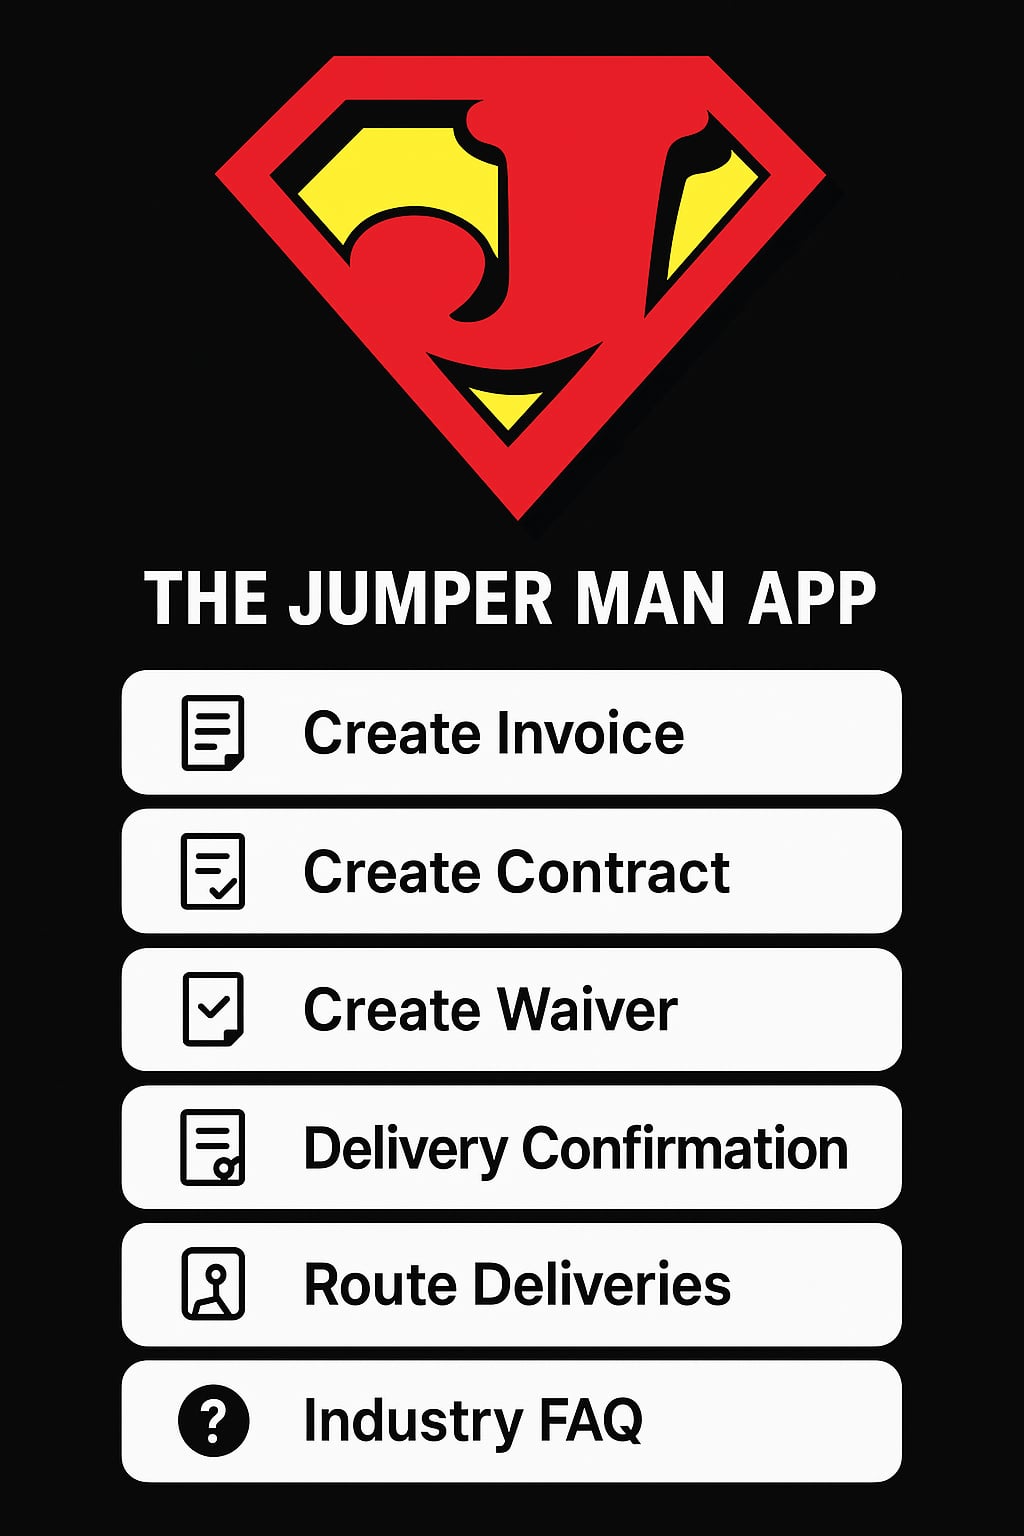 J
THE JUMPER MAN APP
Create Invoice
Create Contract
Create Waiver
Delivery Confirmation
Route Deliveries
? Industry FAQ